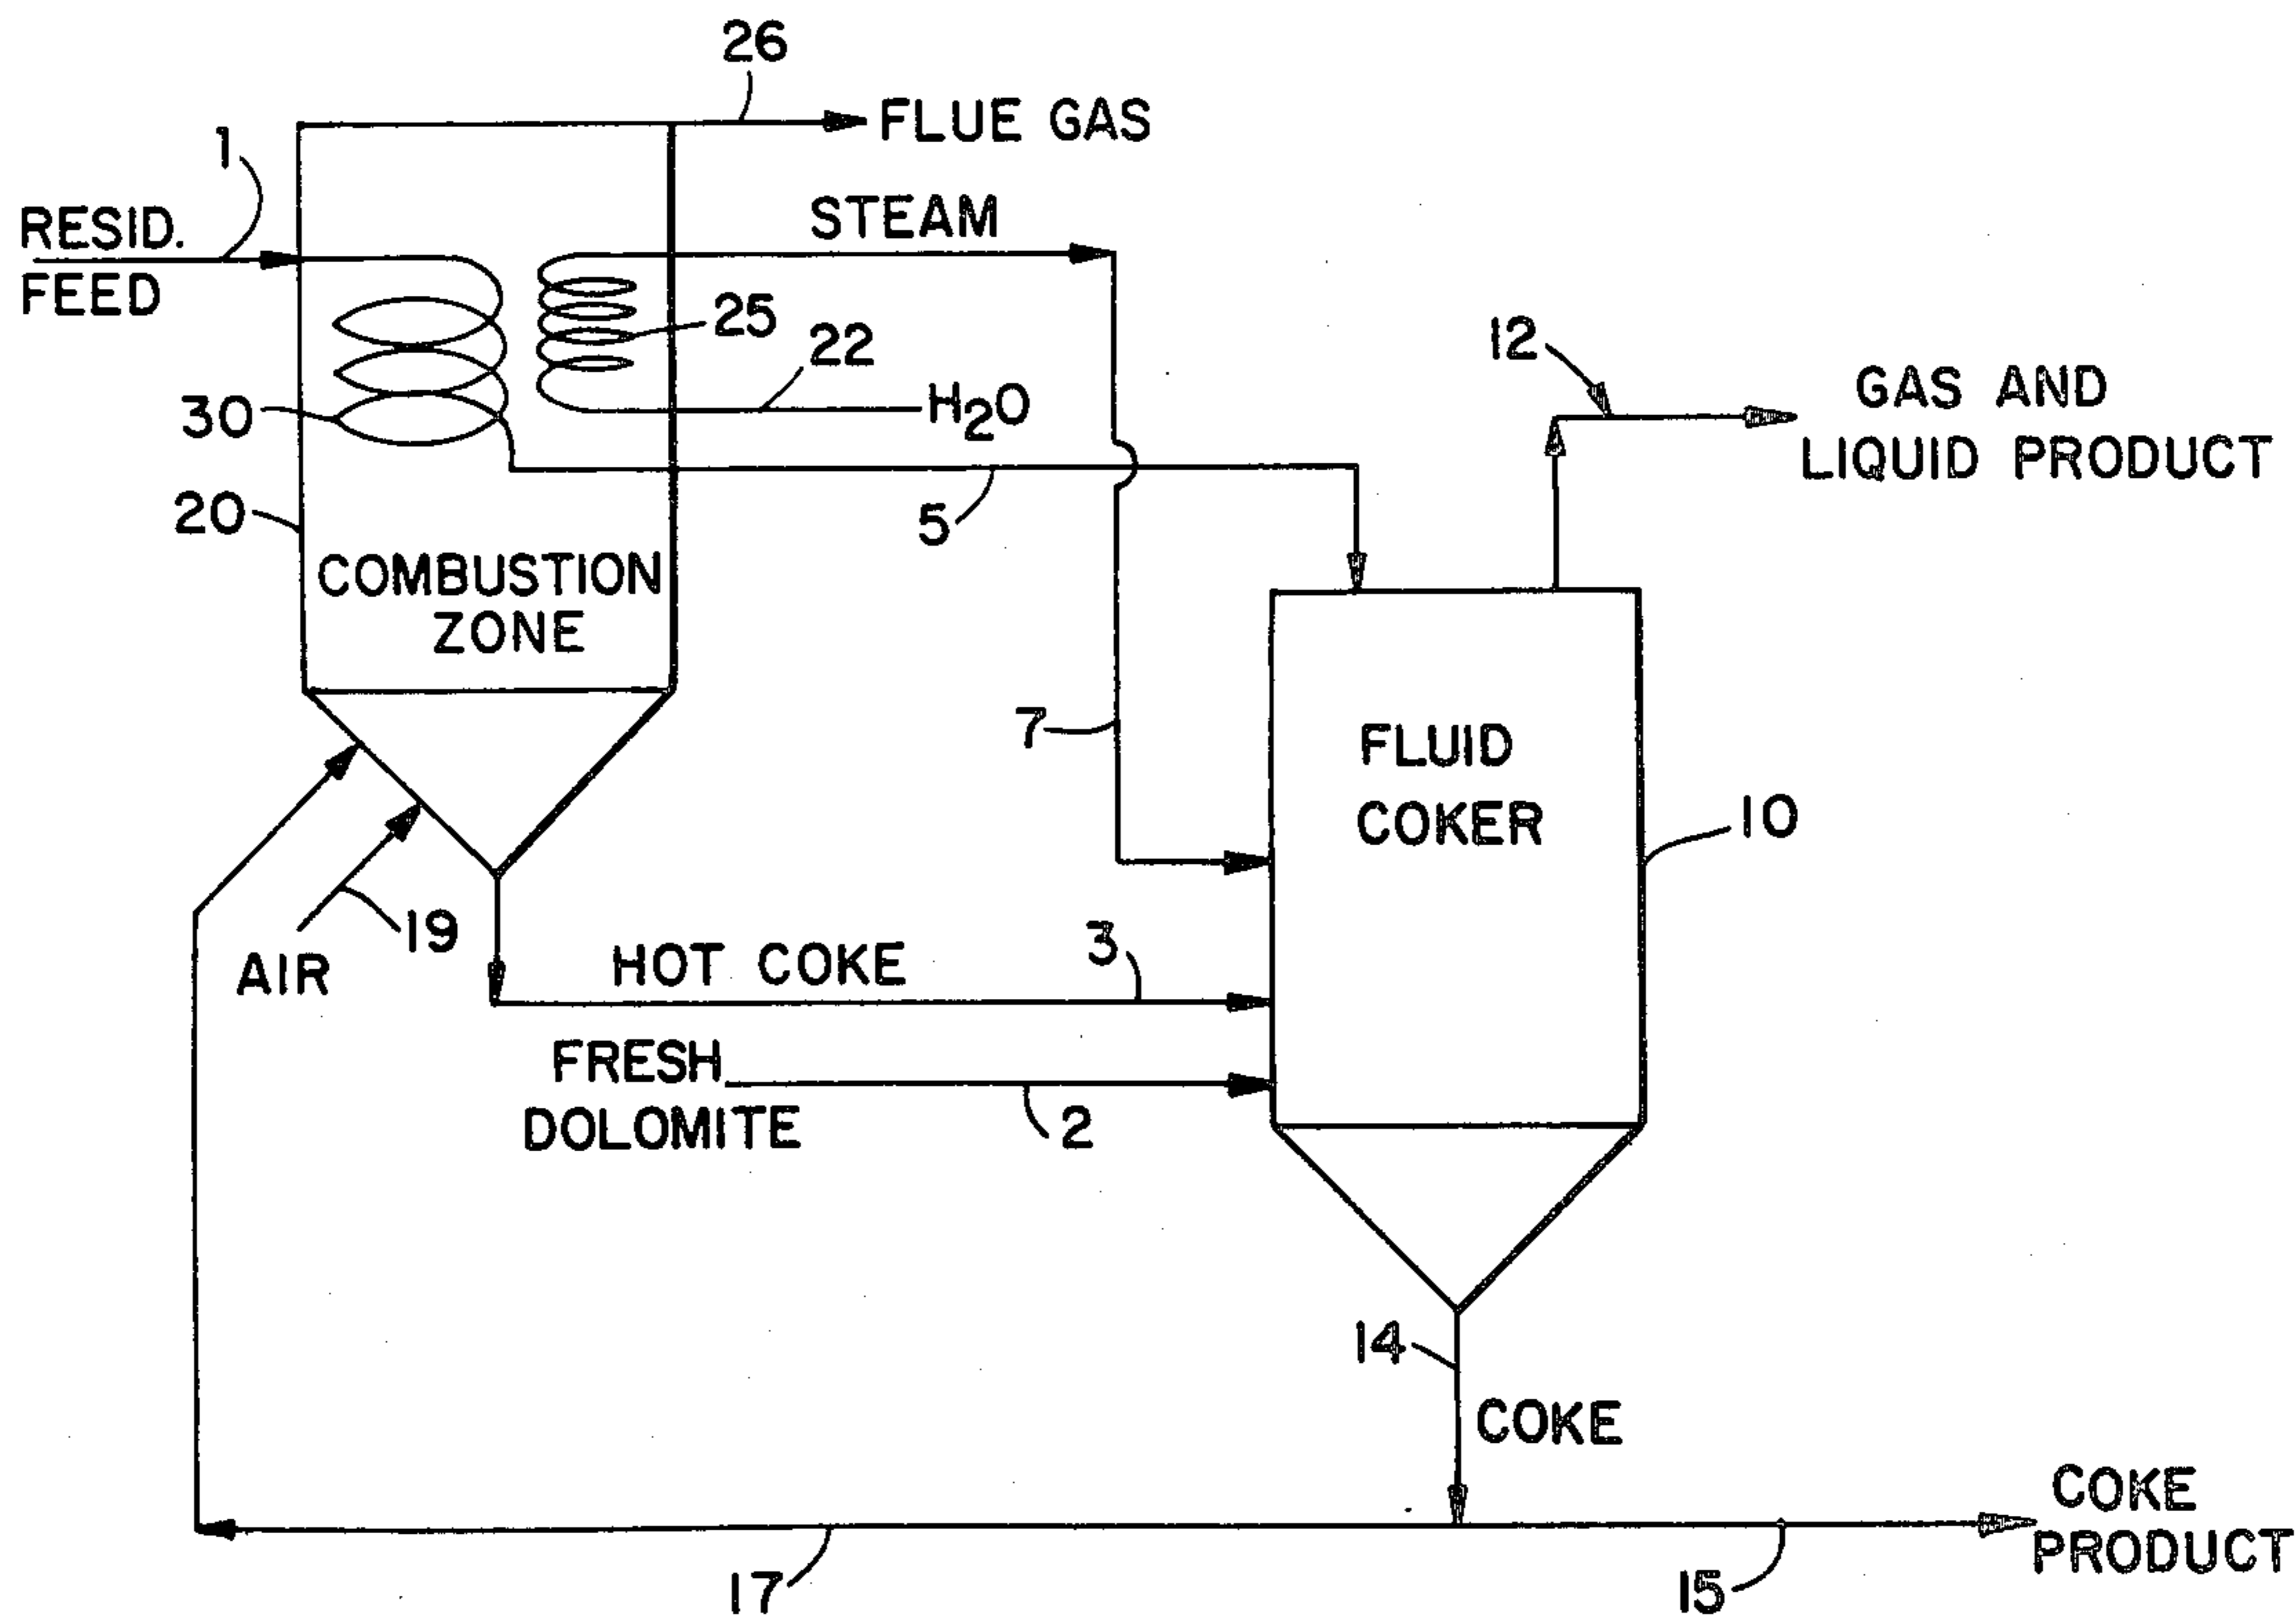 26
FLUE GAS
1
STEAM
RESID.
FEED
25
22
12
30
H2O
GAS AND
LIQUID PRODUCT
20
5
COMBUSTION
ZONE
7
FLUID
COKER
10
19
AIR
HOT COKE
3
FRESH
DOLOMITE
2
14
COKE
COKE
PRODUCT
17
15